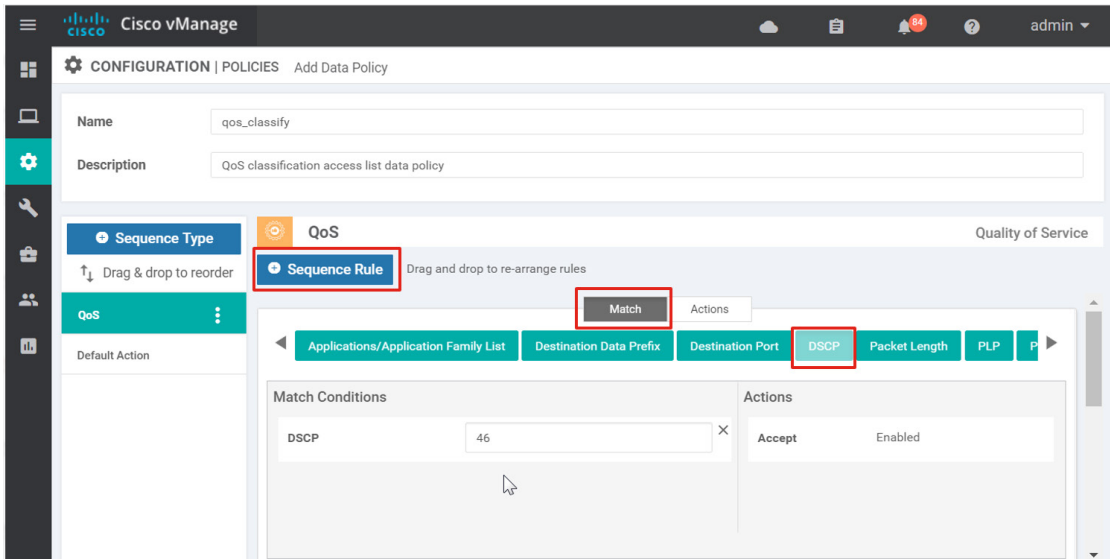 cisco Cisco vManage 84 admin
CONFIGURATION | POLICIES Add Data Policy
Name qos_classify
Description QoS classification access list data policy
Sequence Type
Drag & drop to reorder
QoS
Default Action
QoS Quality of Service
Sequence Rule Drag and drop to re-arrange rules
Match Actions
Applications/Application Family List Destination Data Prefix Destination Port DSCP Packet Length PLP P
Match Conditions Actions
DSCP 46 Accept Enabled